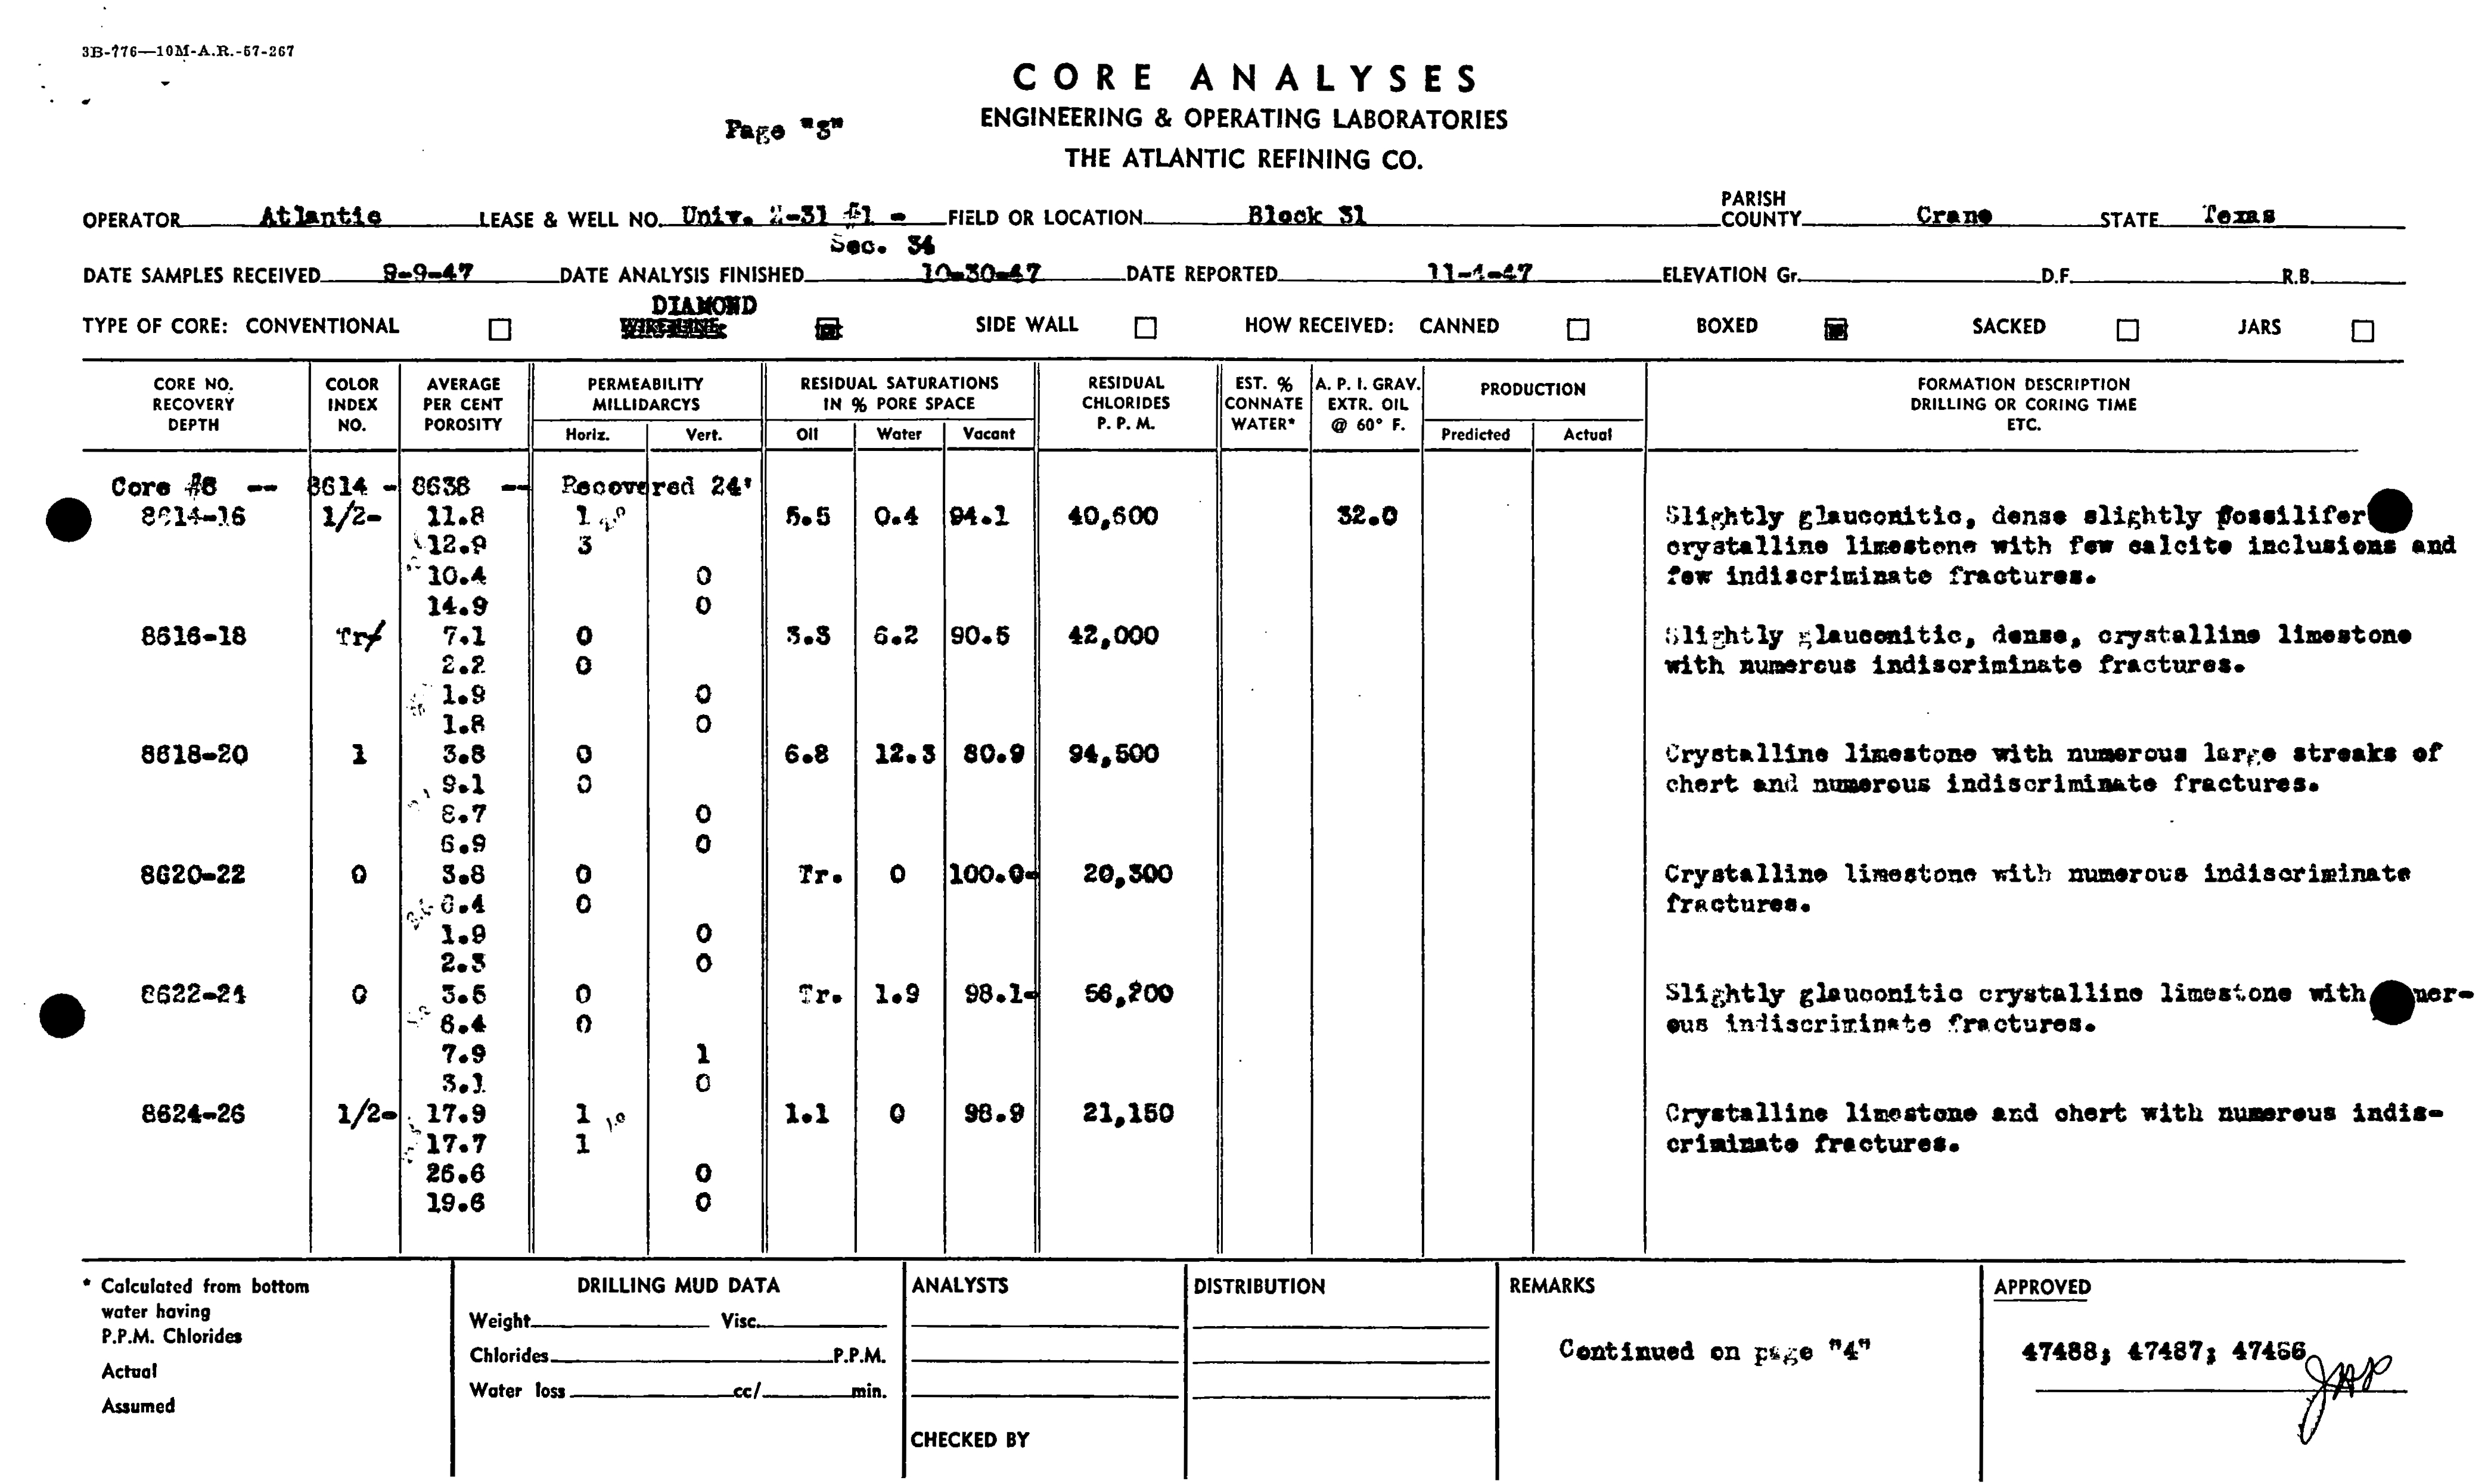 3B-776—10M-A.R.-57-267
CORE ANALYSES
ENGINEERING & OPERATING LABORATORIES
Page "3"
THE ATLANTIC REFINING CO.
OPERATOR Atlantic LEASE & WELL NO. Univ. -31 #1 - FIELD OR LOCATION Block 31 PARISH COUNTY Crane STATE Texas
Sec. 34
DATE SAMPLES RECEIVED 9-9-47 DATE ANALYSIS FINISHED 10-30-47 DATE REPORTED 11-4-47 ELEVATION Gr. D.F. R.B.
DIAMOND
TYPE OF CORE: CONVENTIONAL SIDE WALL HOW RECEIVED: CANNED BOXED SACKED JARS
CORE NO. RECOVERY DEPTH COLOR INDEX NO. AVERAGE PER CENT POROSITY PERMEABILITY MILLIDARCYS RESIDUAL SATURATIONS IN % PORE SPACE RESIDUAL CHLORIDES P. P. M. EST. % CONNATE WATER* A. P. I. GRAV. EXTR. OIL @ 60° F. PRODUCTION FORMATION DESCRIPTION DRILLING OR CORING TIME ETC.
Horiz. Vert. Oil Water Vacant Predicted Actual
Core #8 -- 8614 - 8638 -- Recovered 24'
8614-16 1/2- 11.8 1 5.5 0.4 94.1 40,600 32.0 Slightly glauconitic, dense slightly fossilifer
12.9 3 crystalline limestone with few calcite inclusions and
10.4 0 few indiscriminate fractures.
14.9 0
8616-18 Tr/ 7.1 0 3.3 6.2 90.5 42,000 Slightly glauconitic, dense, crystalline limestone
2.2 0 with numerous indiscriminate fractures.
1.9 0
1.8 0
8618-20 1 3.8 0 6.8 12.3 80.9 94,500 Crystalline limestone with numerous large streaks of
9.1 0 chert and numerous indiscriminate fractures.
8.7 0
6.9 0
8620-22 0 3.8 0 Tr. 0 100.0- 20,300 Crystalline limestone with numerous indiscriminate
6.4 0 fractures.
1.9 0
2.3 0
8622-24 0 3.5 0 Tr. 1.9 98.1- 56,200 Slightly glauconitic crystalline limestone with ner-
6.4 0 ous indiscriminate fractures.
7.9 1
3.1 0
8624-26 1/2- 17.9 1 1.0 1.1 0 98.9 21,150 Crystalline limestone and chert with numerous indis-
17.7 1 criminate fractures.
26.6 0
19.6 0
* Calculated from bottom
water having
P.P.M. Chlorides
Actual
Assumed
DRILLING MUD DATA
Weight Visc.
Chlorides P.P.M.
Water loss cc/ min.
ANALYSTS
CHECKED BY
DISTRIBUTION
REMARKS
Continued on page "4"
APPROVED
47488; 47487; 47466